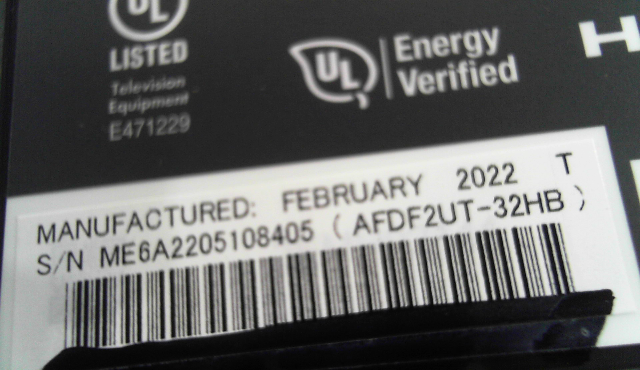 UL
LISTED
Television
Equipment
E471229
UL
Energy
Verified
H
MANUFACTURED: FEBRUARY 2022 T
S/N ME6A2205108405 (AFDF2UT-32HB)